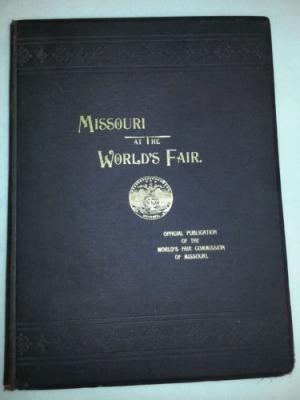 MISSOURI
AT THE
WORLD'S FAIR.
OFFICIAL PUBLICATION
OF THE
WORLD'S FAIR COMMISSION
OF MISSOURI.